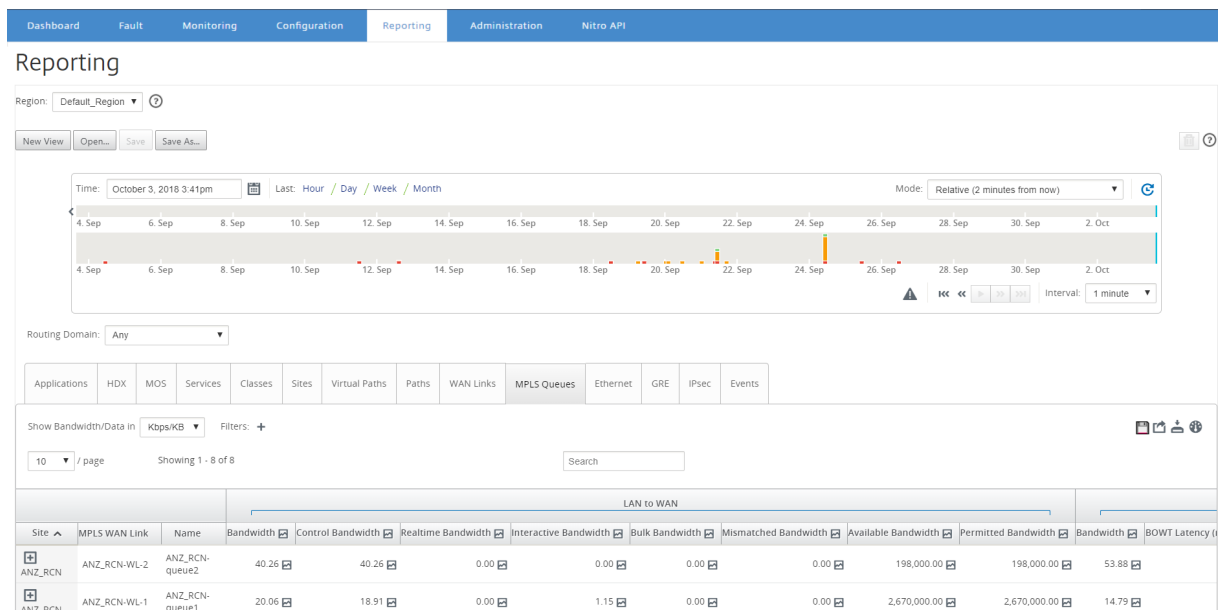 Dashboard Fault Monitoring Configuration Reporting Administration Nitro API
Reporting
Region: Default_Region
New View Open... Save Save As...
Time: October 3, 2018 3:41pm Last: Hour / Day / Week / Month Mode: Relative (2 minutes from now)
4. Sep 6. Sep 8. Sep 10. Sep 12. Sep 14. Sep 16. Sep 18. Sep 20. Sep 22. Sep 24. Sep 26. Sep 28. Sep 30. Sep 2. Oct
4. Sep 6. Sep 8. Sep 10. Sep 12. Sep 14. Sep 16. Sep 18. Sep 20. Sep 22. Sep 24. Sep 26. Sep 28. Sep 30. Sep 2. Oct
Interval: 1 minute
Routing Domain: Any
Applications HDX MOS Services Classes Sites Virtual Paths Paths WAN Links MPLS Queues Ethernet GRE IPsec Events
Show Bandwidth/Data in Kbps/KB Filters: +
10 / page Showing 1 - 8 of 8 Search
LAN to WAN
Site MPLS WAN Link Name Bandwidth Control Bandwidth Realtime Bandwidth Interactive Bandwidth Bulk Bandwidth Mismatched Bandwidth Available Bandwidth Permitted Bandwidth Bandwidth BOWT Latency
ANZ_RCN ANZ_RCN-WL-2 ANZ_RCN-queue2 40.26 40.26 0.00 0.00 0.00 0.00 198,000.00 198,000.00 53.88
ANZ_RCN ANZ_RCN-WL-1 ANZ_RCN-queue1 20.06 18.91 0.00 1.15 0.00 0.00 2,670,000.00 2,670,000.00 14.79